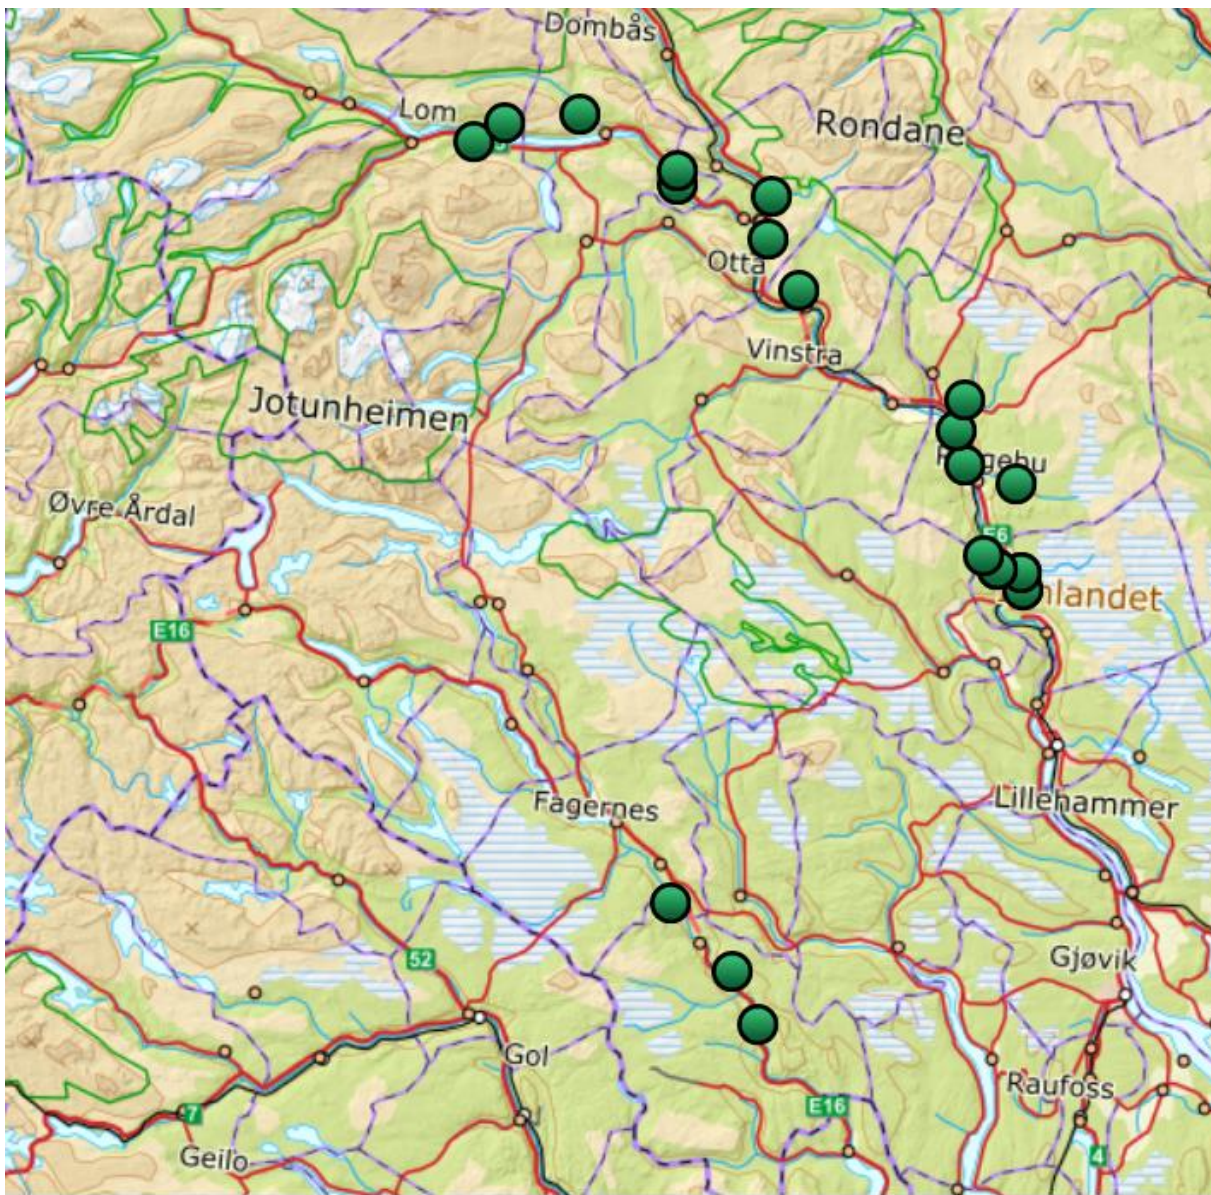 Dombås
Lom
Rondane
Otta
Vinstra
Jotunheimen
Øvre Årdal
E6
E16
Fagernes
Lillehammer
52
Gjøvik
Gol
Raufoss
E16
7
Geilo
4